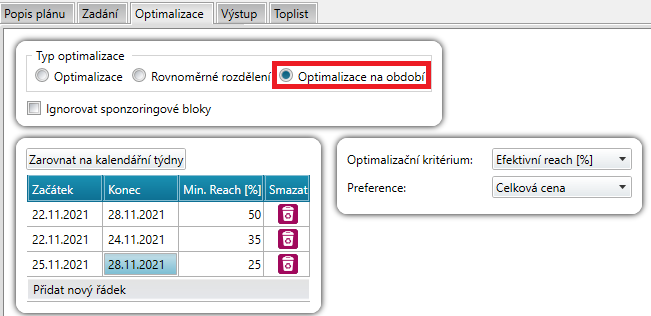 Popis plánu Zadání Optimalizace Výstup Toplist
Typ optimalizace
Optimalizace Rovnoměrné rozdělení Optimalizace na období
Ignorovat sponzoringové bloky
Zarovnat na kalendářní týdny
Začátek Konec Min. Reach [%] Smazat
22.11.2021 28.11.2021 50
22.11.2021 24.11.2021 35
25.11.2021 28.11.2021 25
Přidat nový řádek
Optimalizační kritérium: Efektivní reach [%]
Preference: Celková cena